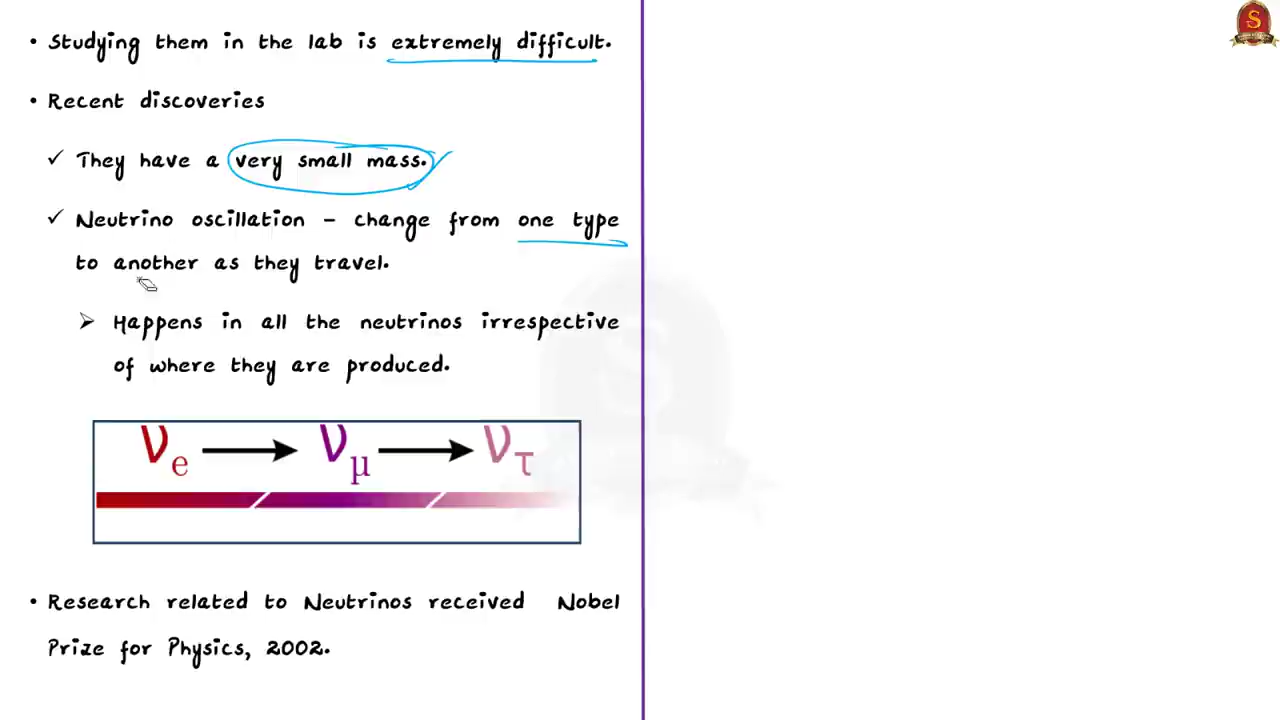 • Studying them in the lab is extremely difficult.
• Recent discoveries
✓ They have a very small mass.
✓ Neutrino oscillation – change from one type
to another as they travel.
➢ Happens in all the neutrinos irrespective
of where they are produced.
νe → νμ → ντ
• Research related to Neutrinos received Nobel
Prize for Physics, 2002.
S